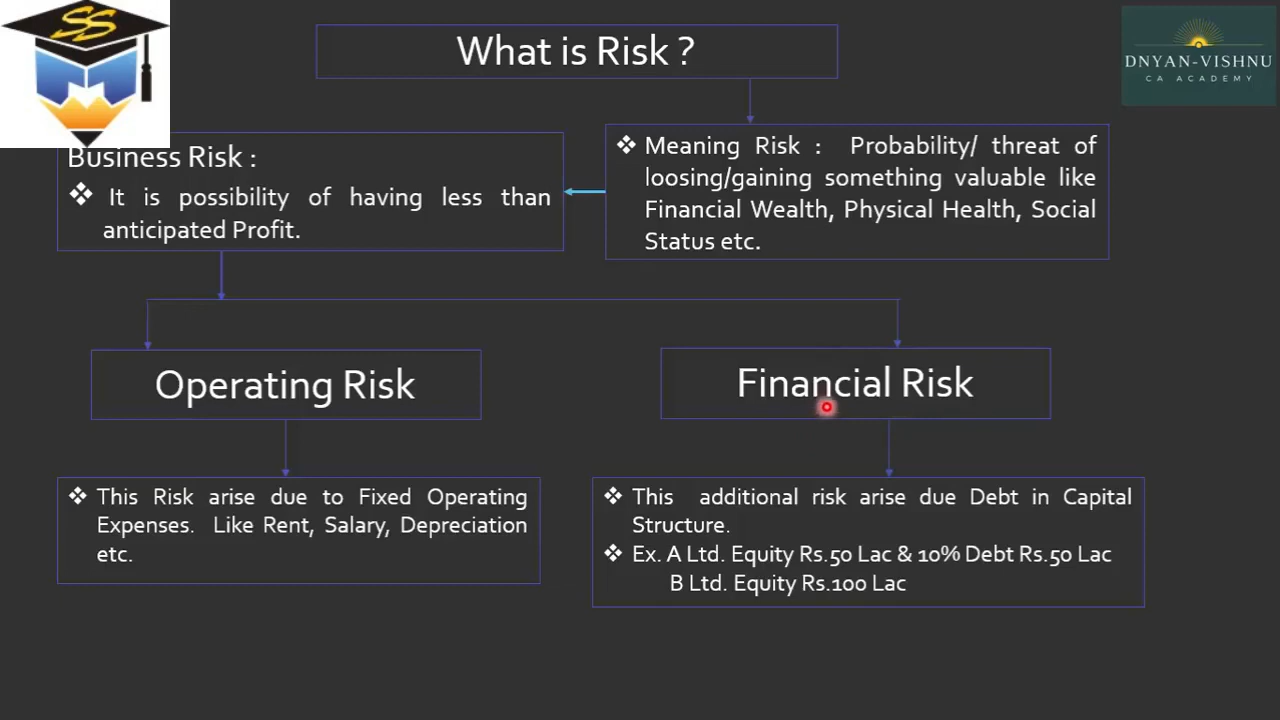 SS
What is Risk ?
DNYAN-VISHNU
CA ACADEMY
Meaning Risk : Probability/ threat of
loosing/gaining something valuable like
Financial Wealth, Physical Health, Social
Status etc.
Business Risk :
It is possibility of having less than
anticipated Profit.
Operating Risk
Financial Risk
This Risk arise due to Fixed Operating
Expenses. Like Rent, Salary, Depreciation
etc.
This additional risk arise due Debt in Capital
Structure.
Ex. A Ltd. Equity Rs.50 Lac & 10% Debt Rs.50 Lac
B Ltd. Equity Rs.100 Lac